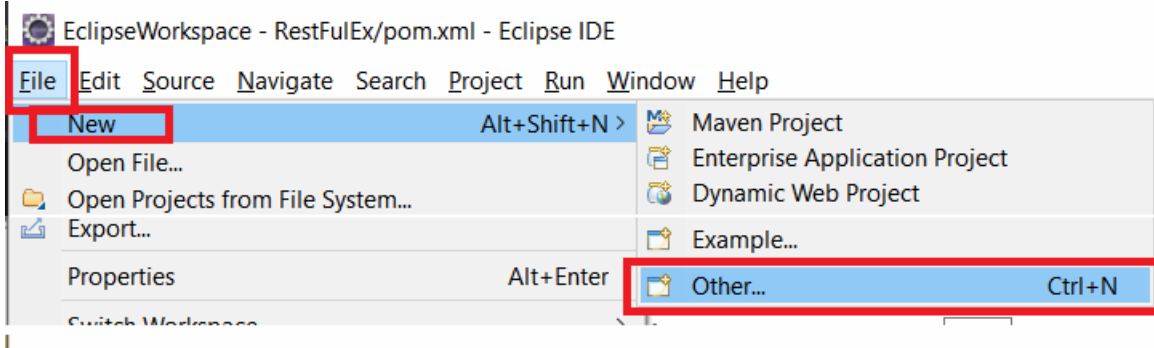 EclipseWorkspace - RestFulEx/pom.xml - Eclipse IDE
File Edit Source Navigate Search Project Run Window Help
New Alt+Shift+N >
Open File...
Open Projects from File System...
Export...
Properties Alt+Enter
Switch Workspace >
Maven Project
Enterprise Application Project
Dynamic Web Project
Example...
Other... Ctrl+N